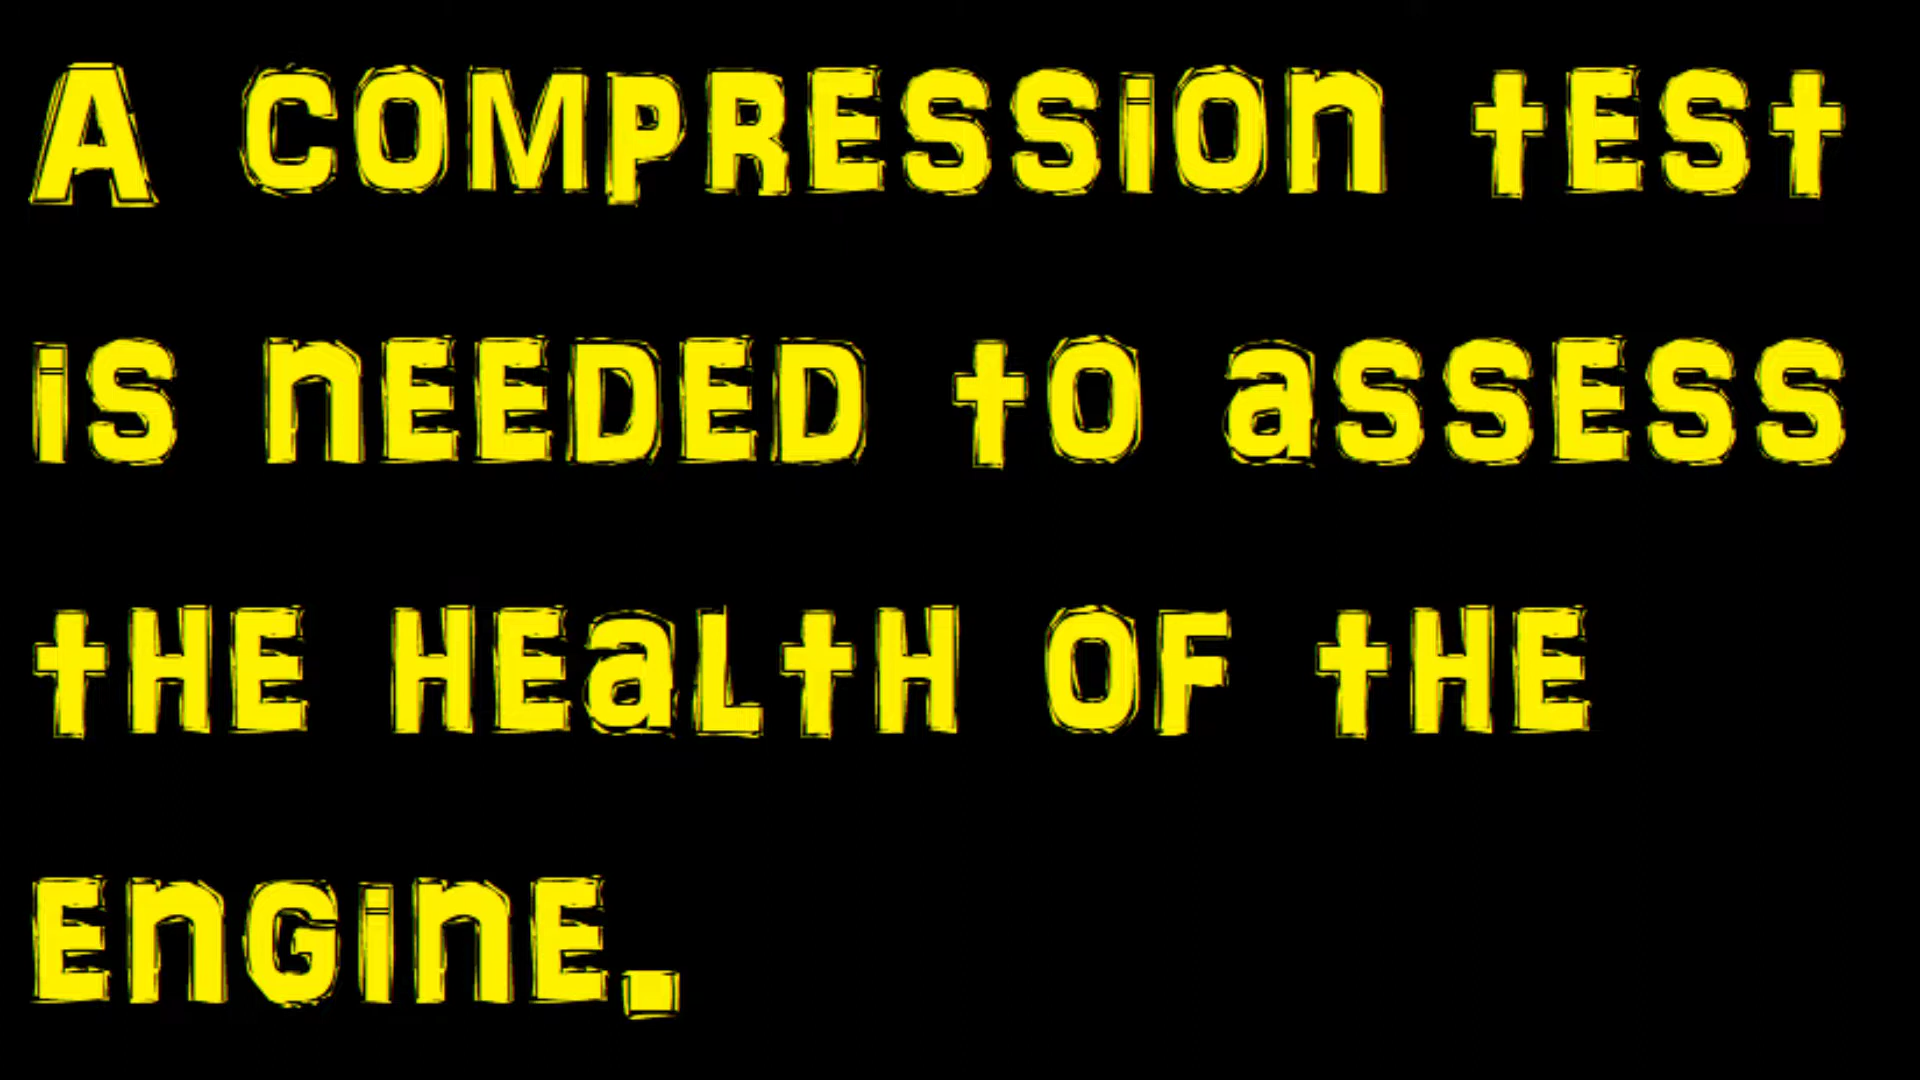 A compression test
is needed to assess
the health of the
engine.